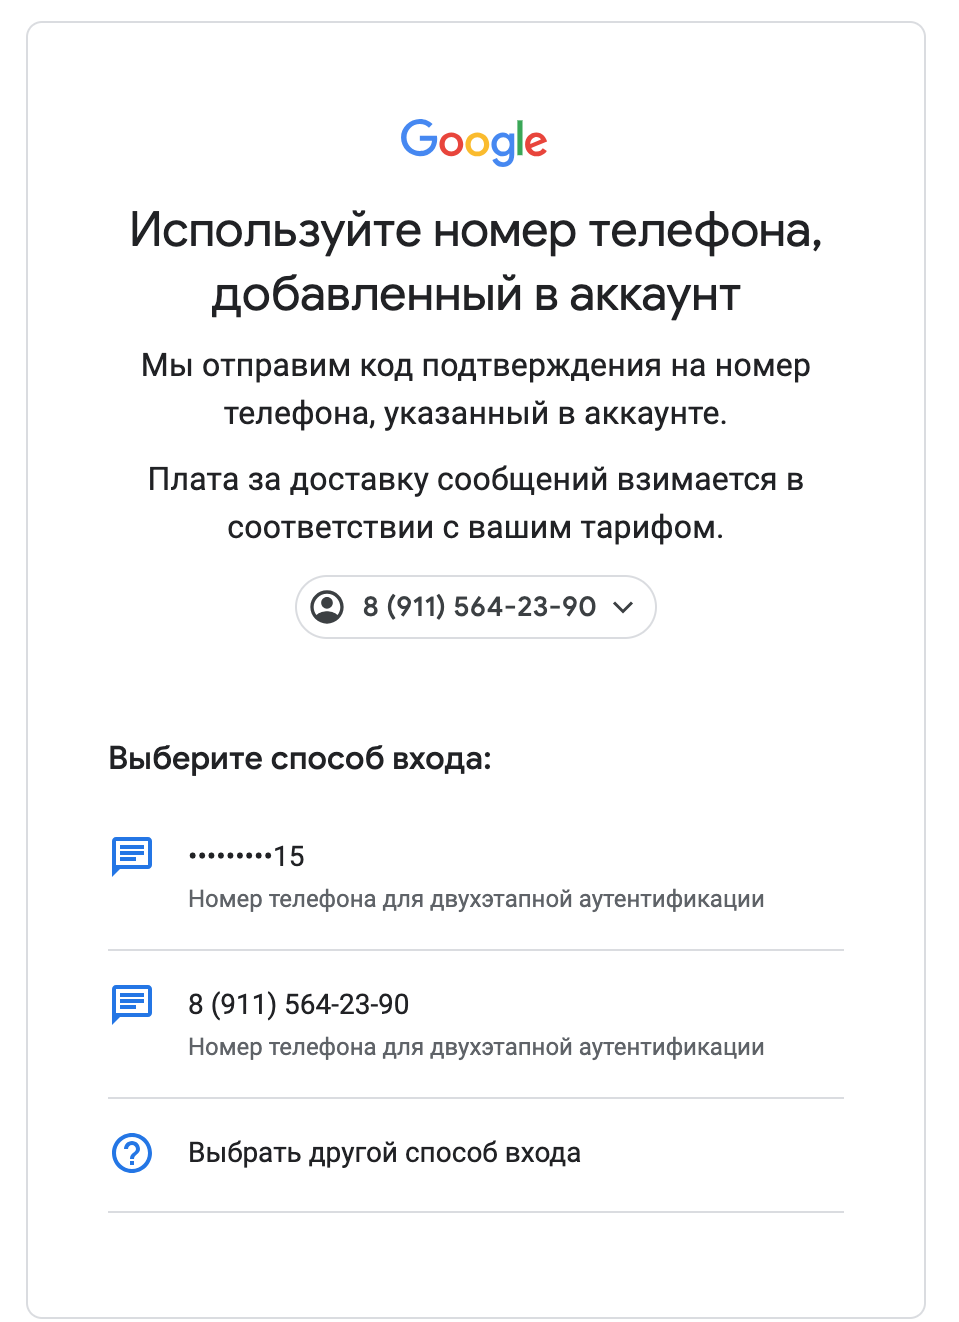 Google
Используйте номер телефона,
добавленный в аккаунт
Мы отправим код подтверждения на номер
телефона, указанный в аккаунте.
Плата за доставку сообщений взимается в
соответствии с вашим тарифом.
8 (911) 564-23-90
Выберите способ входа:
•••••••••15
Номер телефона для двухэтапной аутентификации
8 (911) 564-23-90
Номер телефона для двухэтапной аутентификации
Выбрать другой способ входа